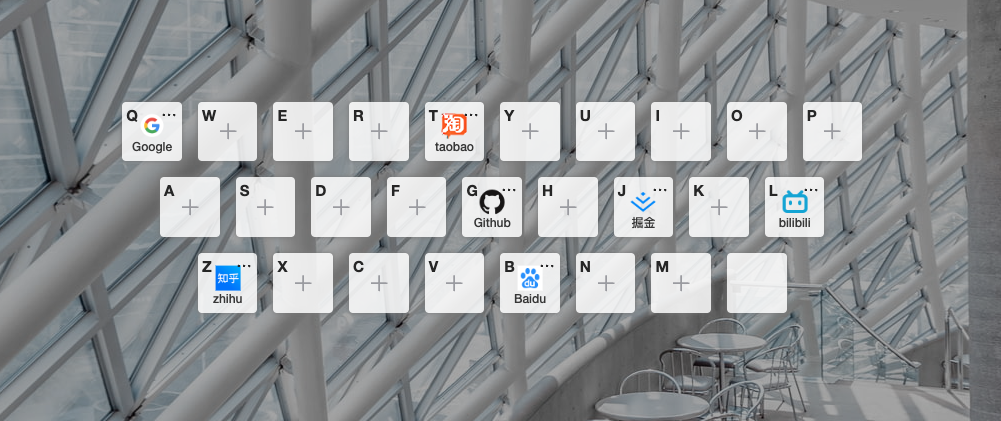 Q ··· W E R T ··· Y U I O P
淘
Google taobao
A S D F G ··· H J ··· K L ···
Github 掘金 bilibili
Z ··· X C V B ··· N M
知乎 du
zhihu Baidu